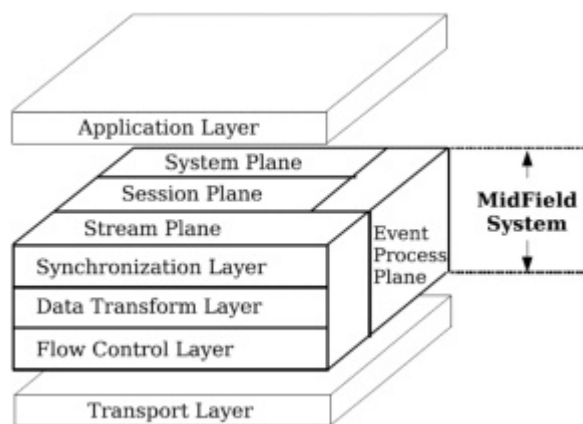 Application Layer
System Plane
Session Plane
Stream Plane
Synchronization Layer
Data Transform Layer
Flow Control Layer
Event
Process
Plane
MidField
System
Transport Layer